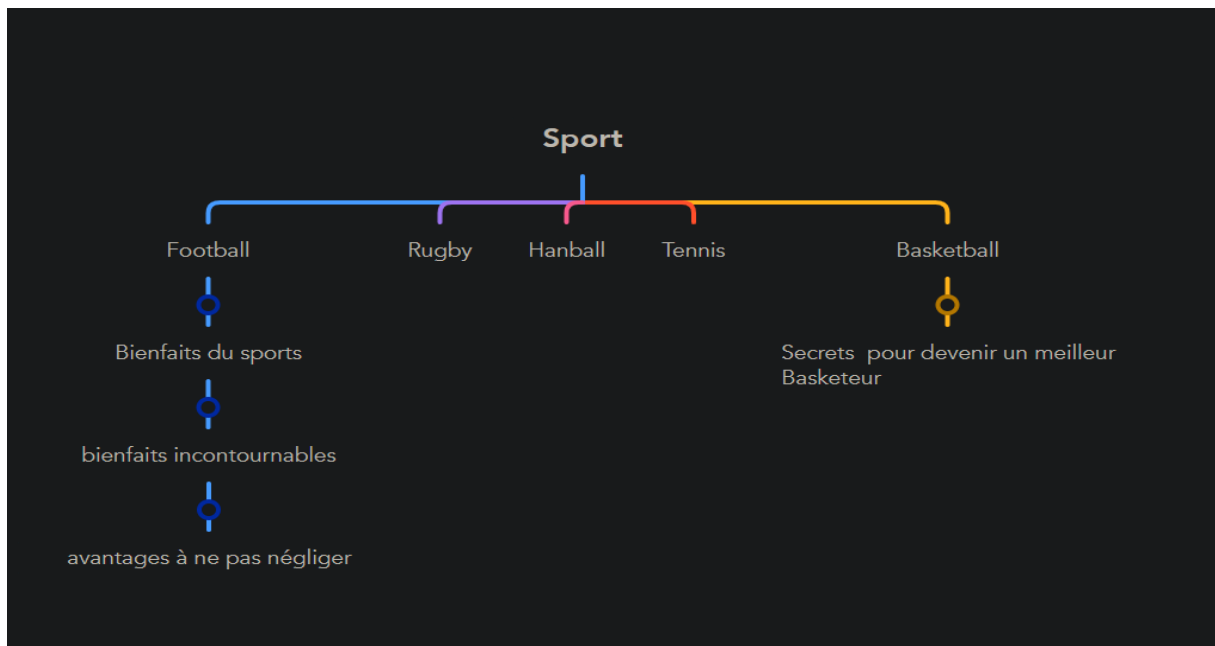 Sport
Football Rugby Hanball Tennis Basketball
Bienfaits du sports
Secrets pour devenir un meilleur
Basketeur
bienfaits incontournables
avantages à ne pas négliger